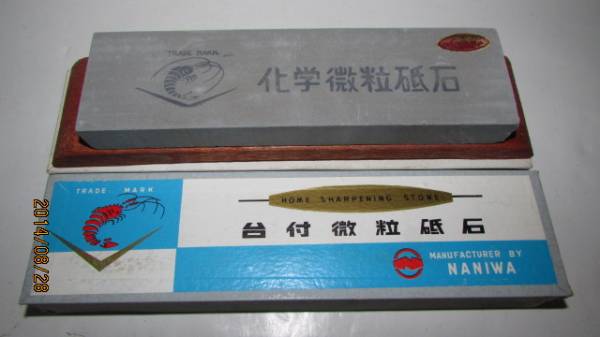 TRADE MARK
化学微粒砥石
TRADE MARK
HOME SHARPENING STONE
台付微粒砥石
MANUFACTURER BY
NANIWA
2014/08/28